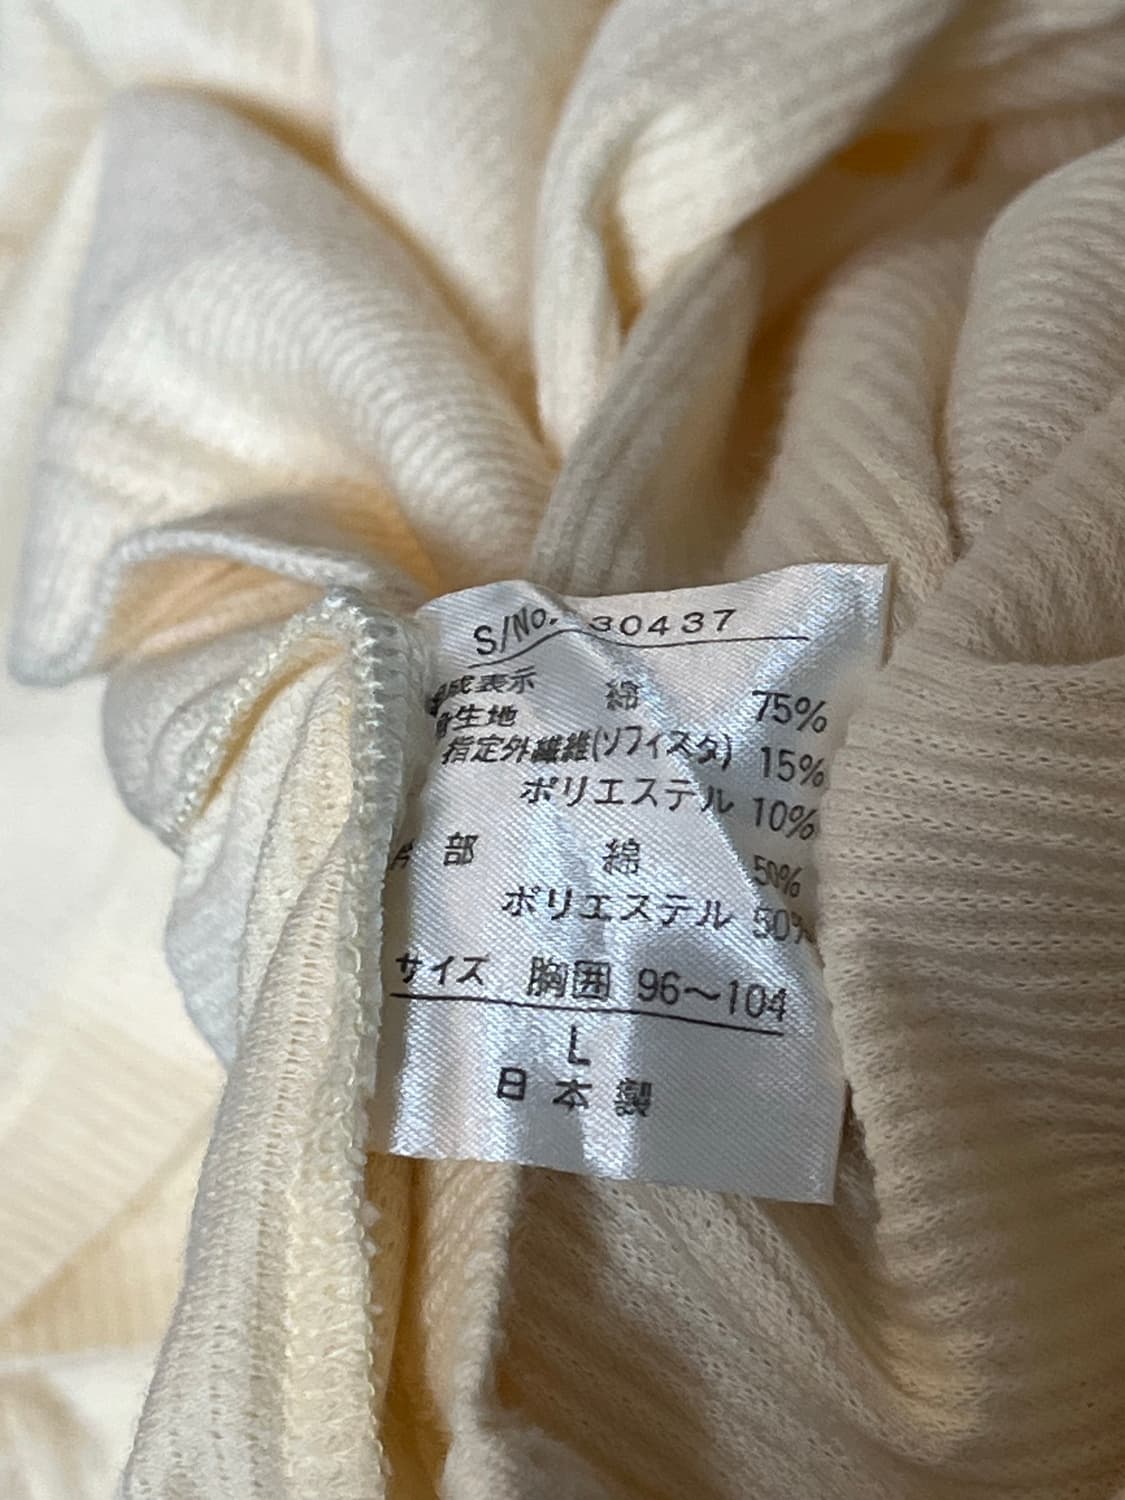 S/No. 30437
組成表示 綿 75%
身生地
指定外繊維(ソフィスタ) 15%
ポリエステル 10%
部 綿 50%
ポリエステル 50%
サイズ 胸囲 96～104
L
日本製